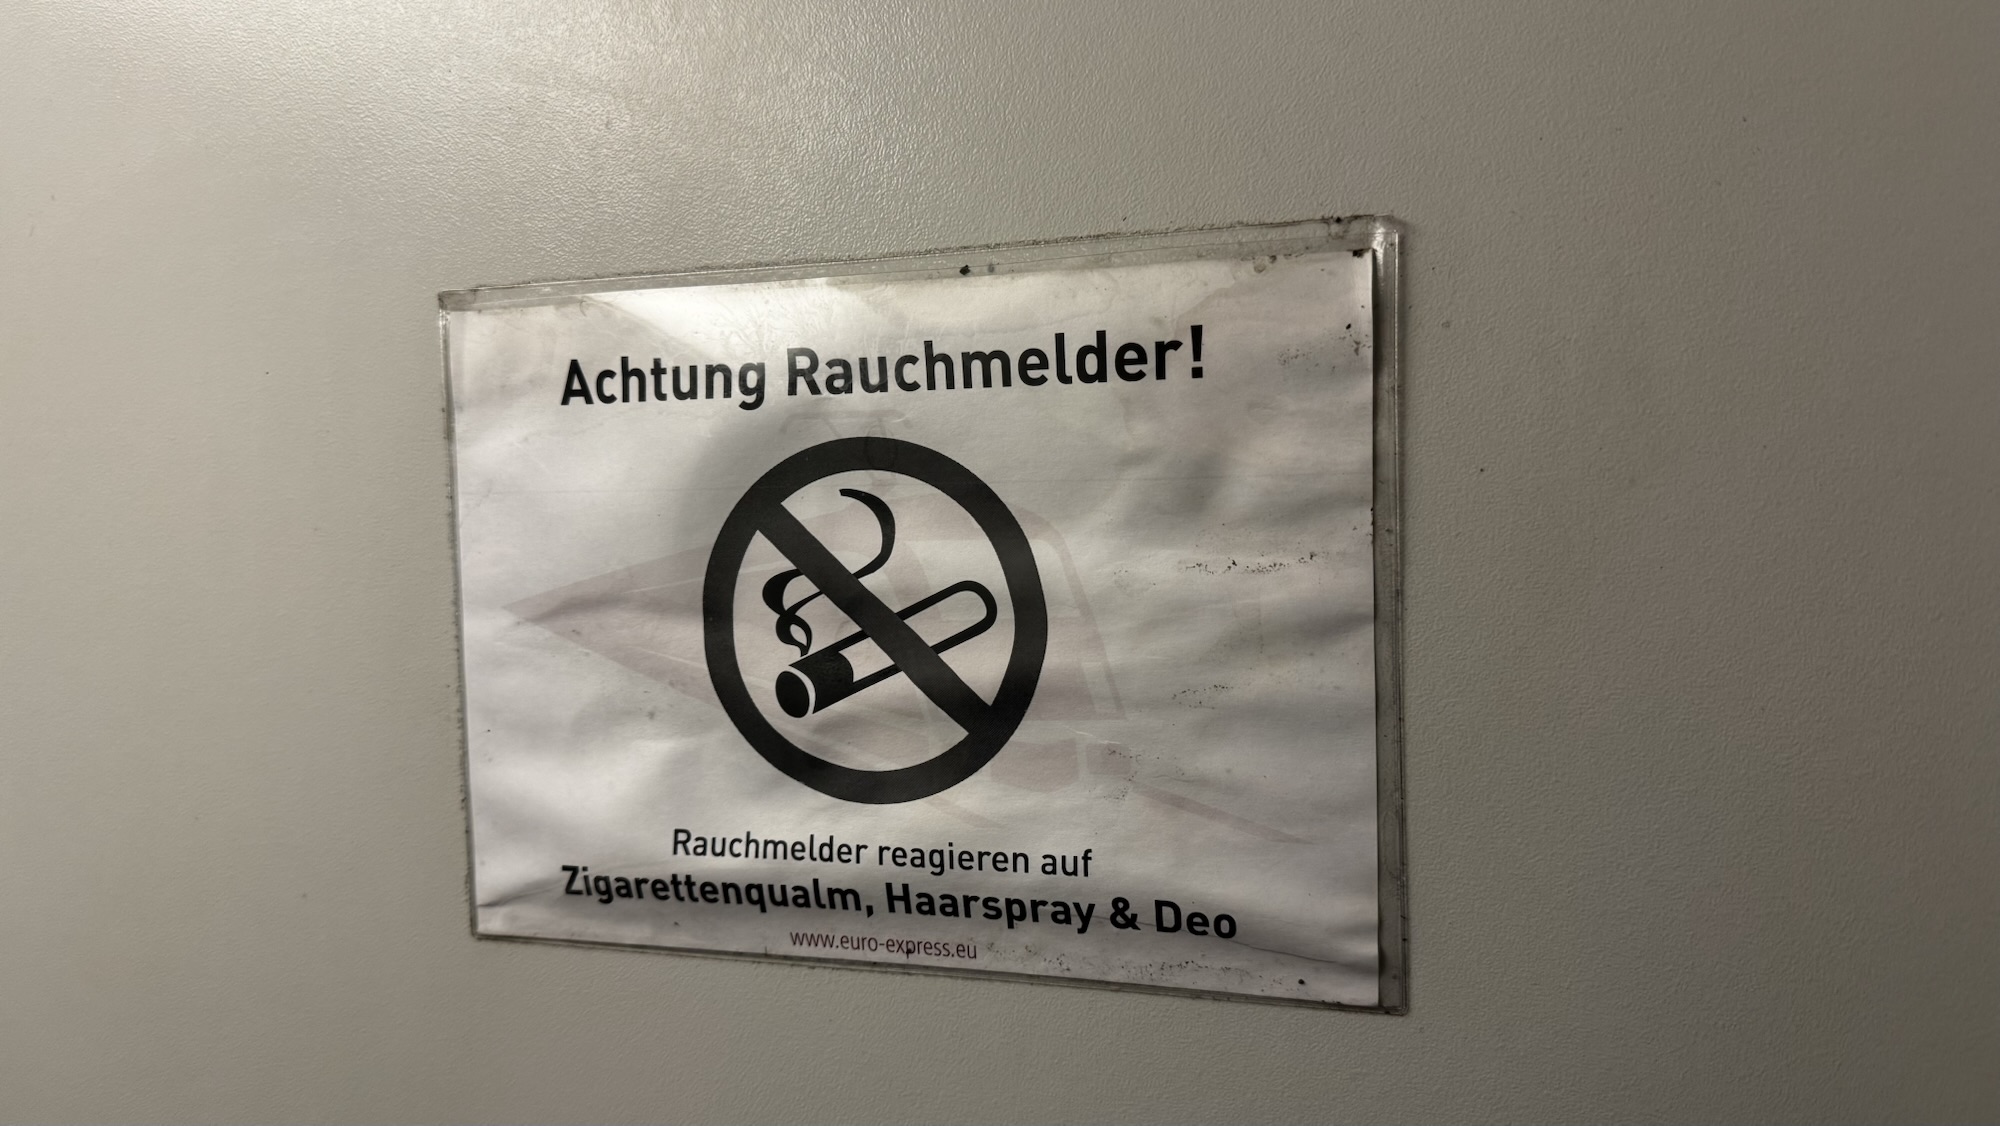 Achtung Rauchmelder!
Rauchmelder reagieren auf
Zigarettenqualm, Haarspray & Deo
www.euro-express.eu